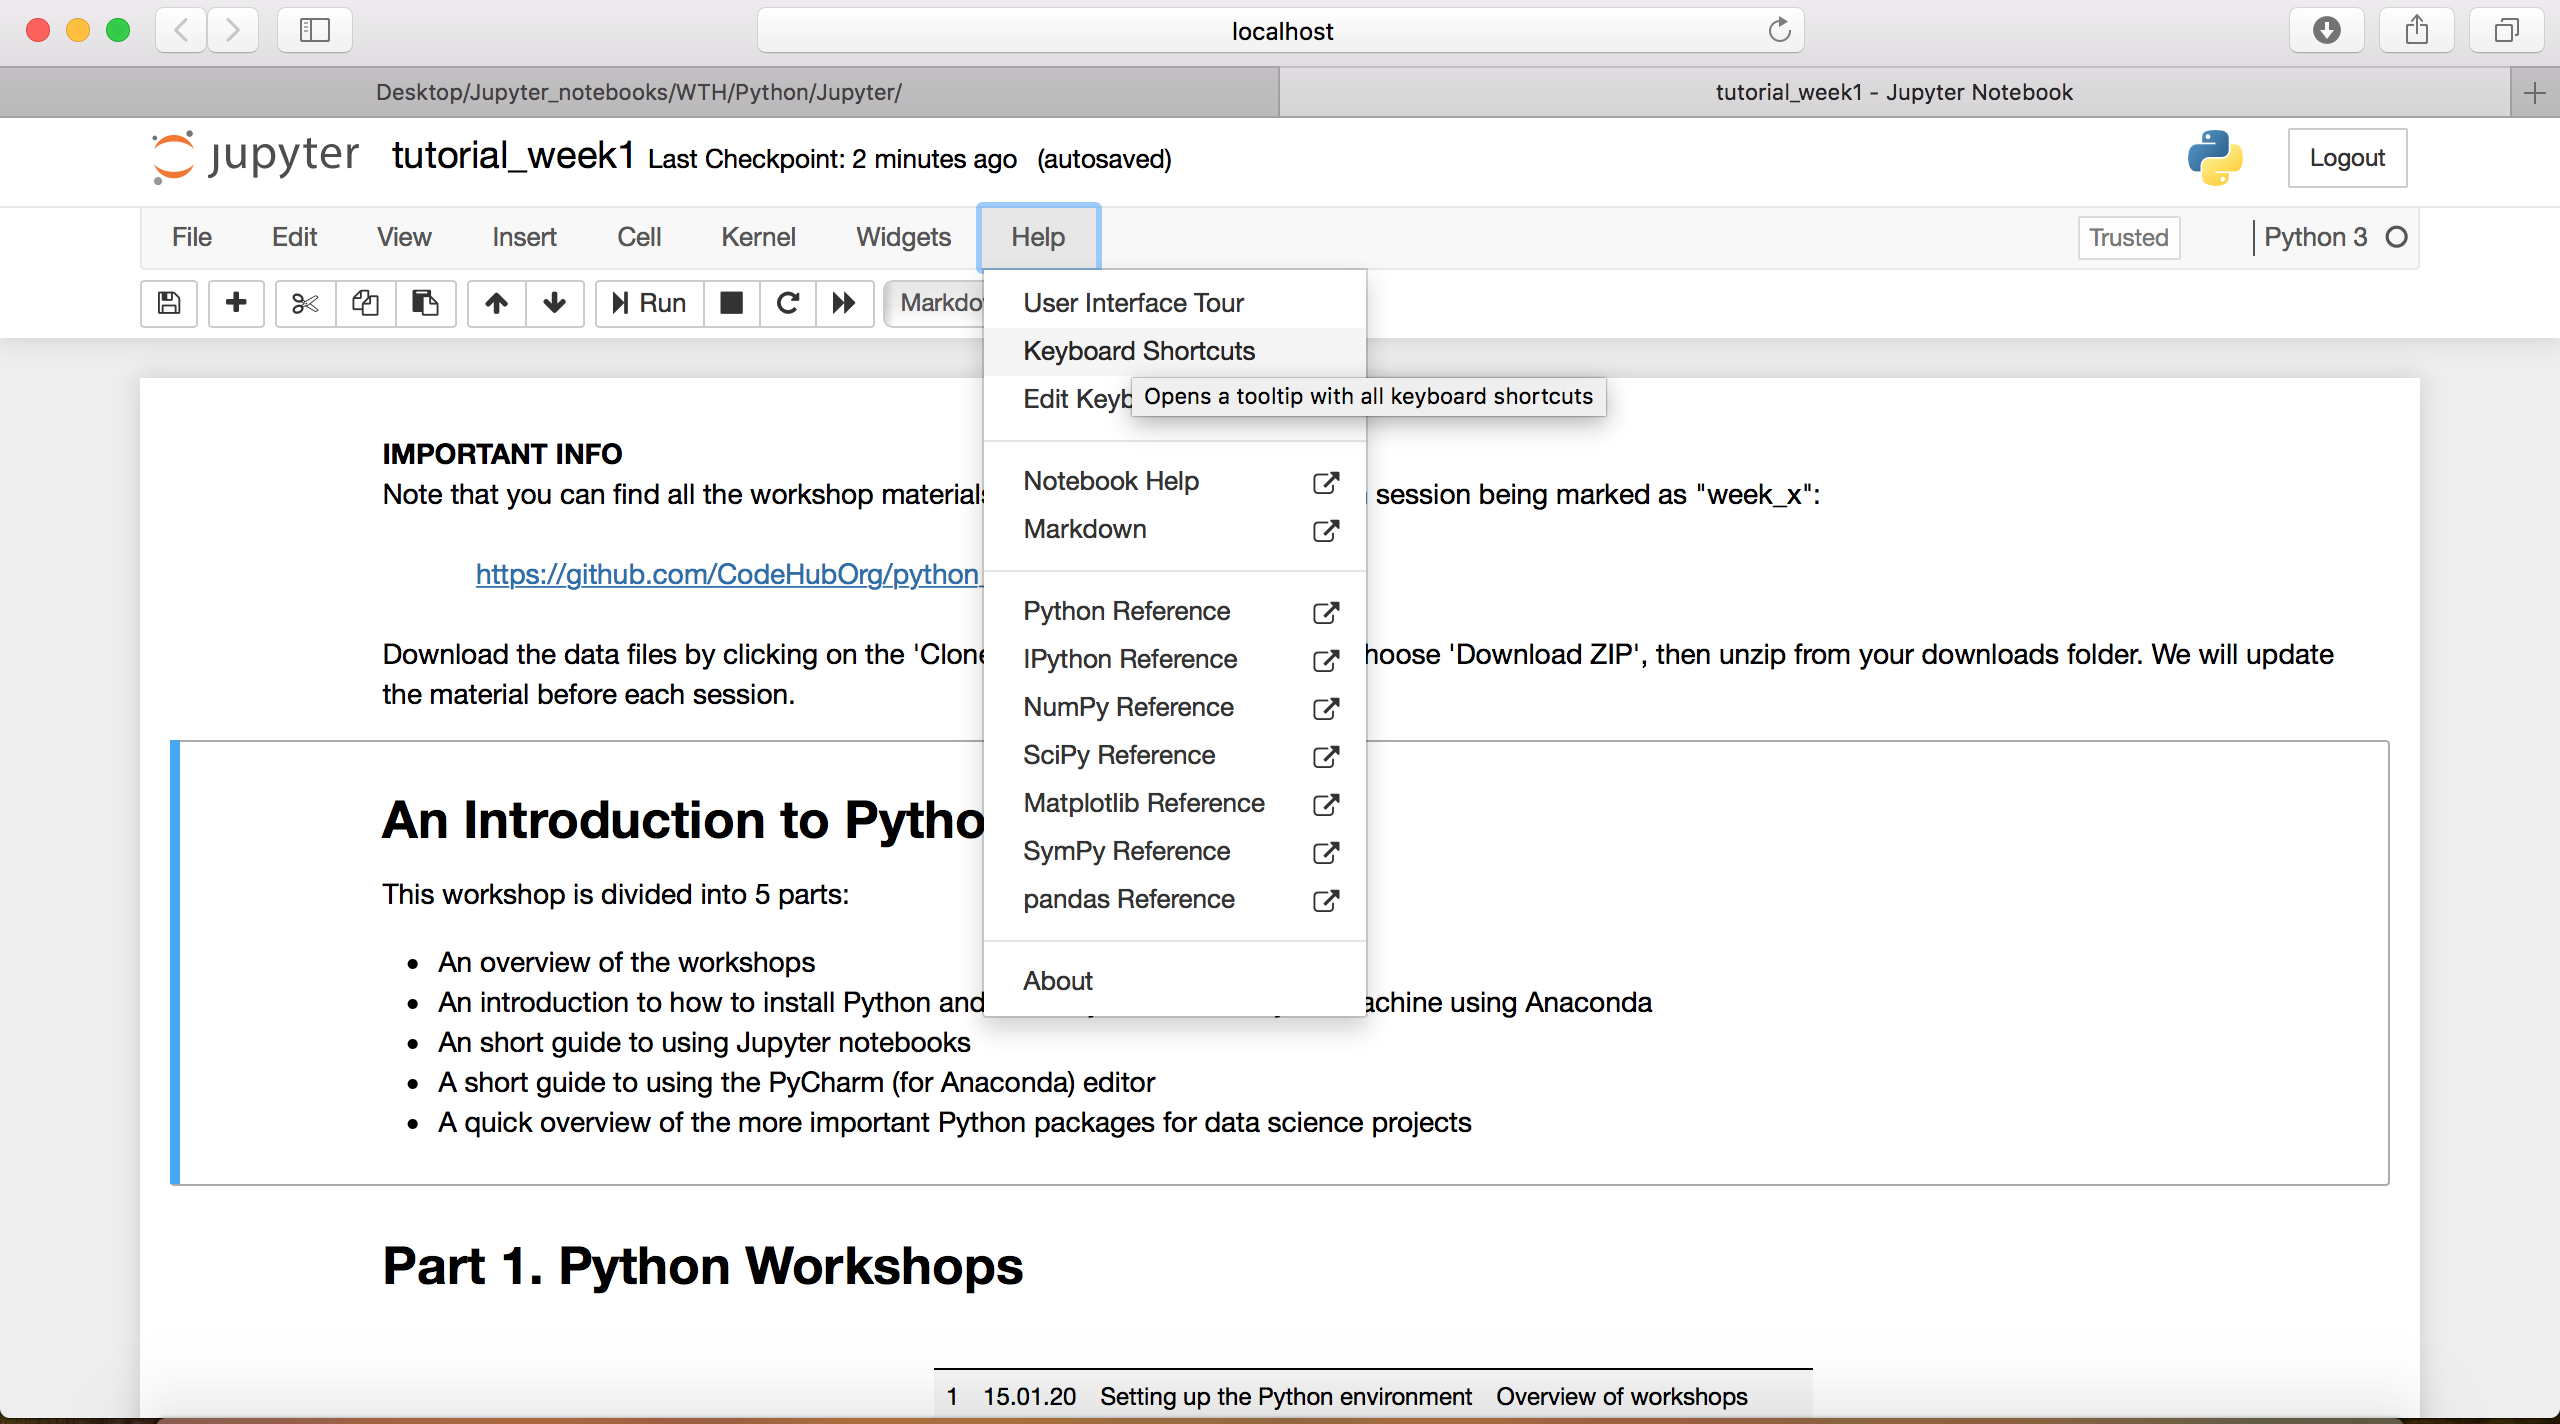 localhost
Desktop/Jupyter_notebooks/WTH/Python/Jupyter/
tutorial_week1 - Jupyter Notebook
jupyter tutorial_week1 Last Checkpoint: 2 minutes ago (autosaved)
Logout
File Edit View Insert Cell Kernel Widgets Help
Trusted
Python 3
Run
User Interface Tour
Keyboard Shortcuts
Edit
Opens a tooltip with all keyboard shortcuts
Notebook Help
Markdown
Python Reference
IPython Reference
NumPy Reference
SciPy Reference
Matplotlib Reference
SymPy Reference
pandas Reference
About
IMPORTANT INFO
Note that you can find all the workshop materials session being marked as "week_x":
https://github.com/CodeHubOrg/python_
Download the data files by clicking on the 'Clone hoose 'Download ZIP', then unzip from your downloads folder. We will update
the material before each session.
An Introduction to Pytho
This workshop is divided into 5 parts:
• An overview of the workshops
• An introduction to how to install Python and achine using Anaconda
• An short guide to using Jupyter notebooks
• A short guide to using the PyCharm (for Anaconda) editor
• A quick overview of the more important Python packages for data science projects
Part 1. Python Workshops
1 15.01.20 Setting up the Python environment Overview of workshops